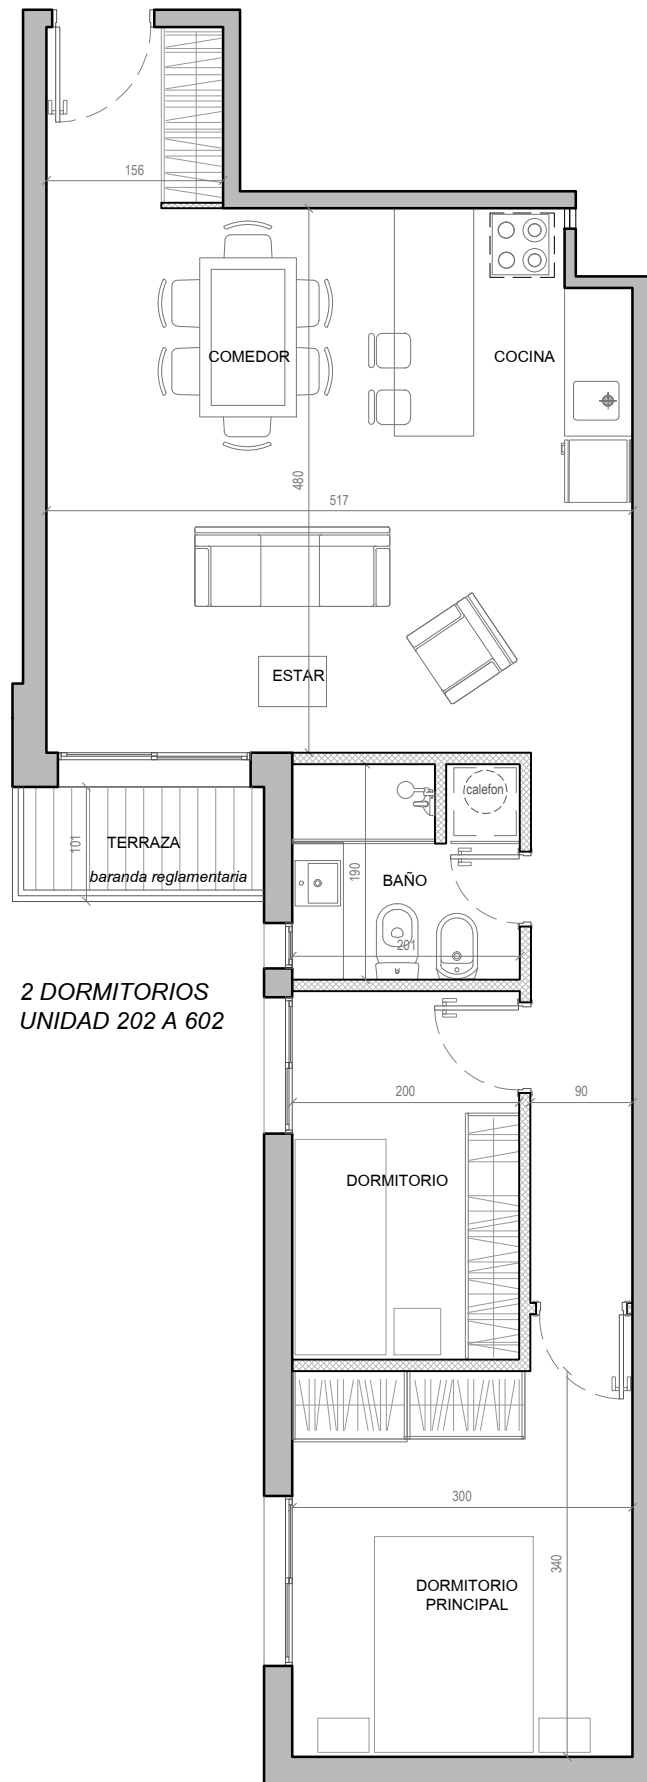 156
COMEDOR
COCINA
480
517
ESTAR
calefon
TERRAZA
101
baranda reglamentaria
190
BAÑO
201
2 DORMITORIOS
UNIDAD 202 A 602
200
90
DORMITORIO
300
340
DORMITORIO
PRINCIPAL